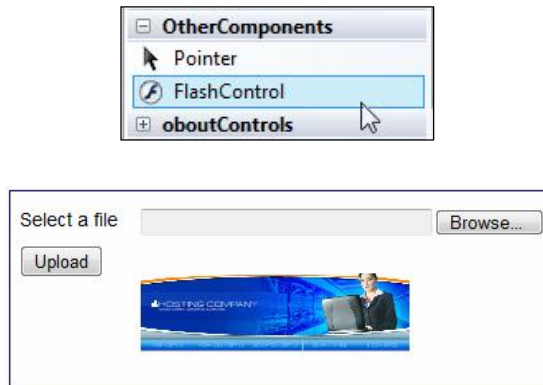 OtherComponents
Pointer
FlashControl
oboutControls
Select a file
Browse...
Upload
HOSTING COMPANY